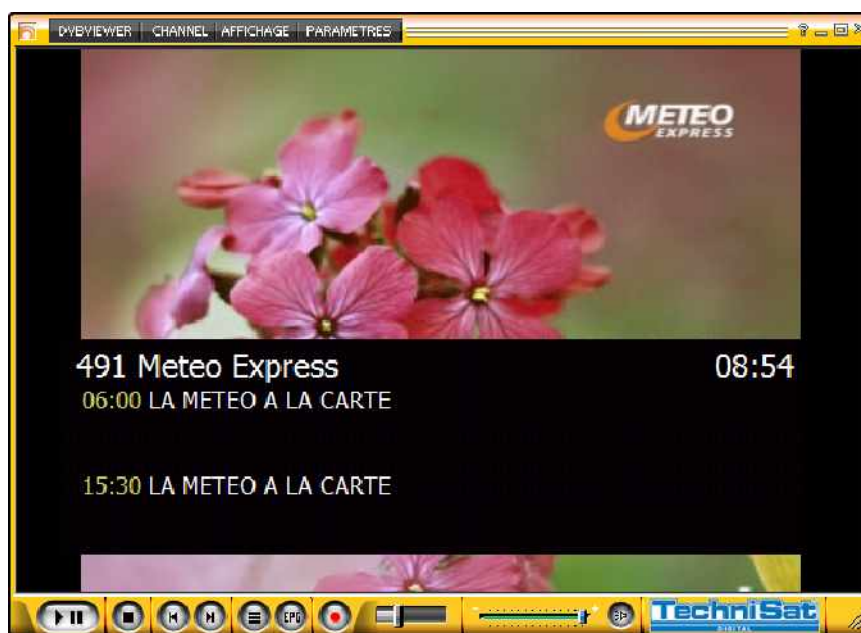 DVBVIEWER CHANNEL AFFICHAGE PARAMETRES
METEO
EXPRESS
491 Meteo Express 08:54
06:00 LA METEO A LA CARTE
15:30 LA METEO A LA CARTE
EPG
TechniSat
DIGITAL